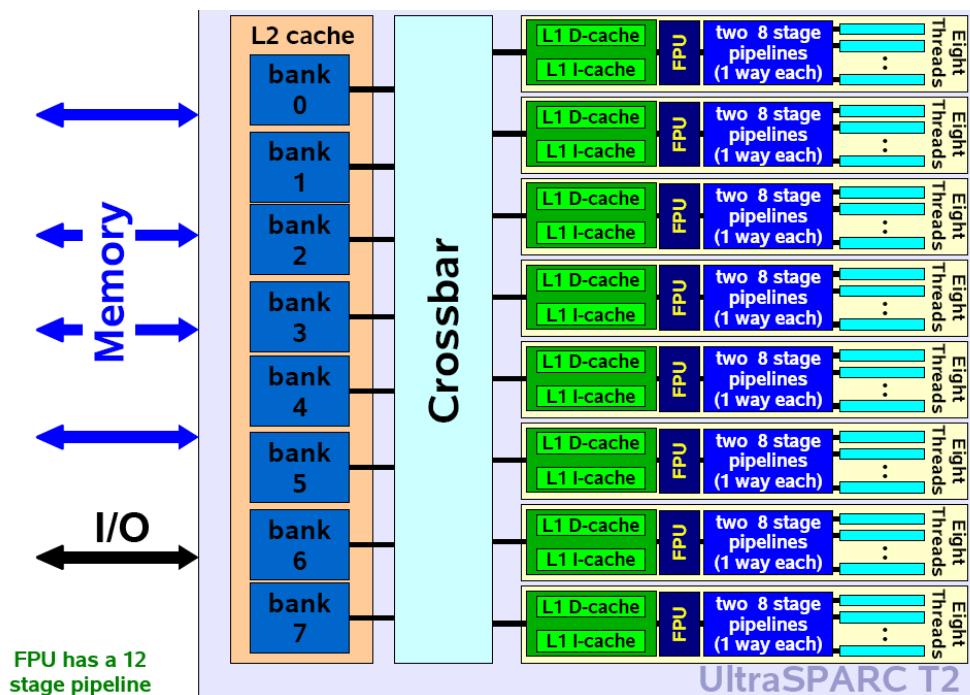 L2 cache
bank
0
bank
1
bank
2
bank
3
bank
4
bank
5
bank
6
bank
7
Memory
I/O
FPU has a 12
stage pipeline
Crossbar
L1 D-cache
L1 I-cache
FPU
two 8 stage
pipelines
(1 way each)
:
Eight
Threads
L1 D-cache
L1 I-cache
FPU
two 8 stage
pipelines
(1 way each)
:
Eight
Threads
L1 D-cache
L1 I-cache
FPU
two 8 stage
pipelines
(1 way each)
:
Eight
Threads
L1 D-cache
L1 I-cache
FPU
two 8 stage
pipelines
(1 way each)
:
Eight
Threads
L1 D-cache
L1 I-cache
FPU
two 8 stage
pipelines
(1 way each)
:
Eight
Threads
L1 D-cache
L1 I-cache
FPU
two 8 stage
pipelines
(1 way each)
:
Eight
Threads
L1 D-cache
L1 I-cache
FPU
two 8 stage
pipelines
(1 way each)
:
Eight
Threads
L1 D-cache
L1 I-cache
FPU
two 8 stage
pipelines
(1 way each)
:
Eight
Threads
UltraSPARC T2